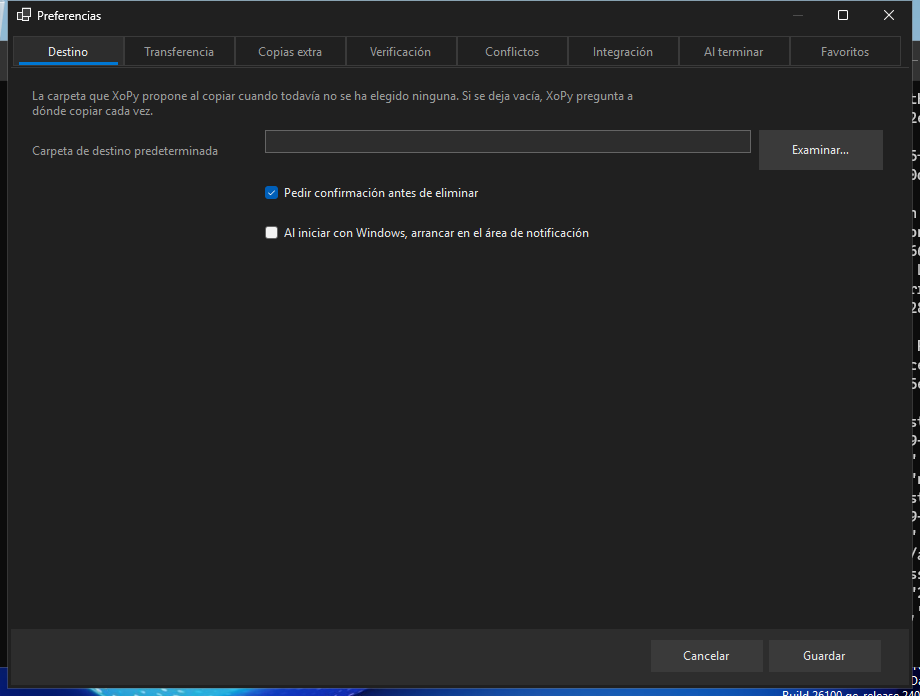 Preferencias
Destino
Transferencia
Copias extra
Verificación
Conflictos
Integración
Al terminar
Favoritos
La carpeta que XoPy propone al copiar cuando todavía no se ha elegido ninguna. Si se deja vacía, XoPy pregunta a
dónde copiar cada vez.
Carpeta de destino predeterminada
Examinar...
Pedir confirmación antes de eliminar
Al iniciar con Windows, arrancar en el área de notificación
Cancelar
Guardar